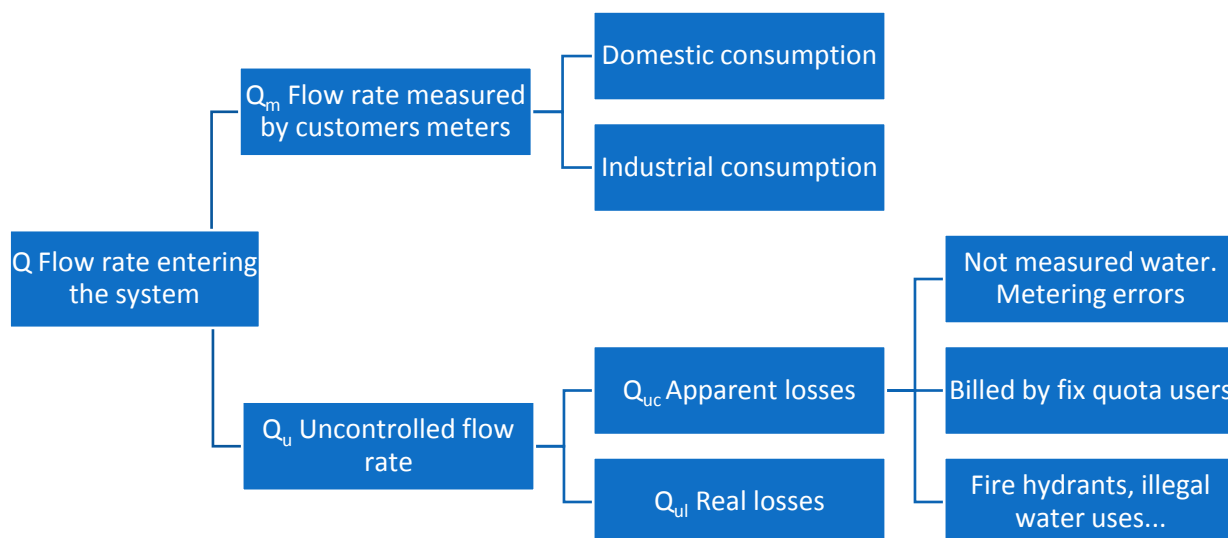 Domestic consumption
Qm Flow rate measured
by customers meters
Industrial consumption
Q Flow rate entering
the system
Not measured water.
Metering errors
Quc Apparent losses
Billed by fix quota users
Qu Uncontrolled flow
rate
Qul Real losses
Fire hydrants, illegal
water uses...